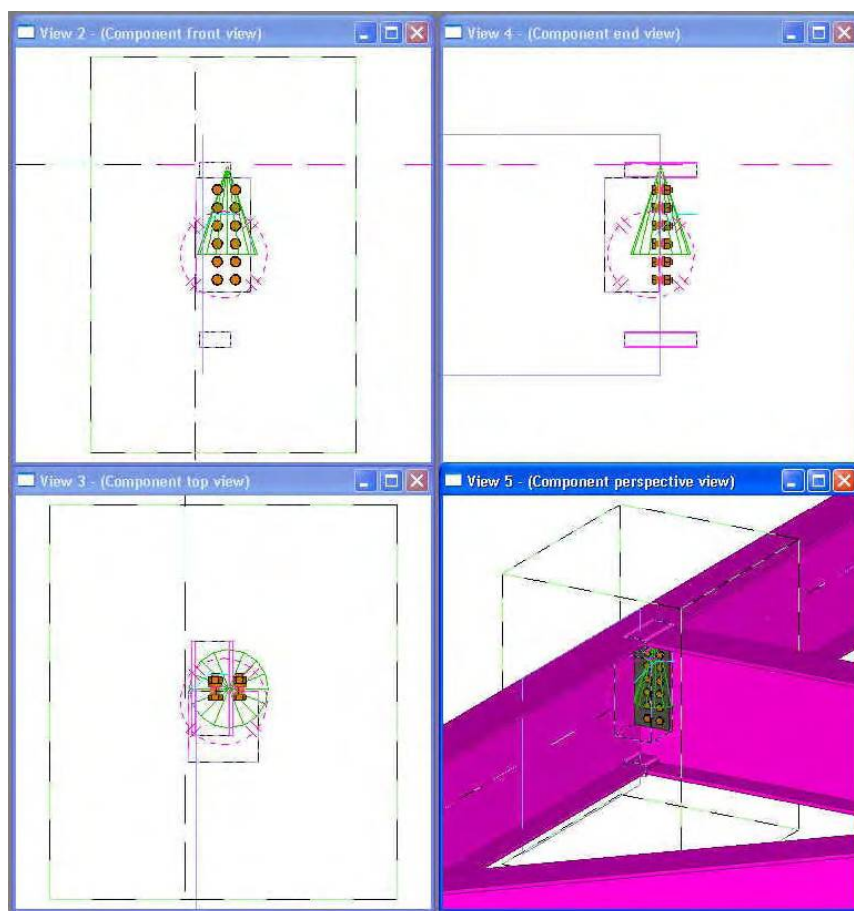 View 2 - (Component front view)
View 4 - (Component end view)
View 3 - (Component top view)
View 5 - (Component perspective view)